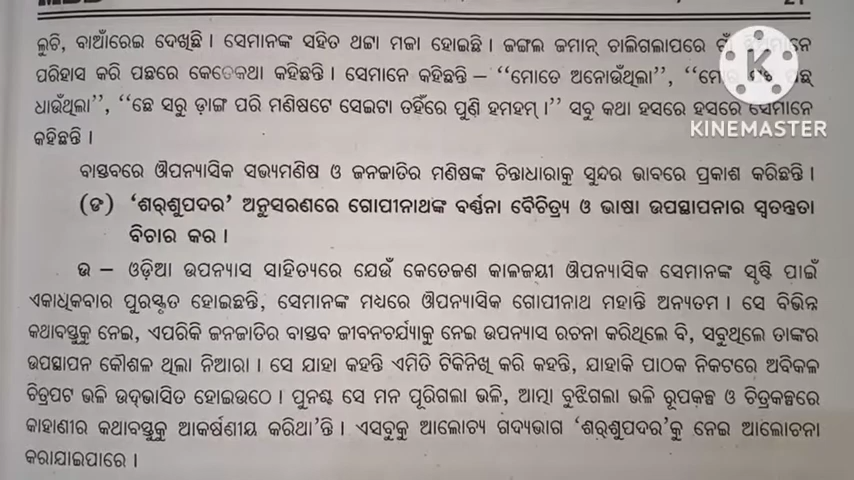 ଲୁଚି, ବାଆଁରେଇ ଦେଖିଛି । ସେମାନଙ୍କ ସହିତ ଥଟ୍ଟା ମଜା ହୋଇଛି । ଜଙ୍ଗଲ ଜମାନ୍ ଚାଲିଗଲାପରେ
ପରିହାସ କରି ପଛରେ କେତେକଥା କହିଛନ୍ତି । ସେମାନେ କହିଛନ୍ତି – ‘‘ମୋତେ ଅନୋଉଁଥିଲା’’,
ଧାଉଁଥିଲା’’, ‘‘ଛେ ସରୁ ଡ଼ାଙ୍ଗ ପରି ମଣିଷଟେ ସେଇଟା ତହିଁରେ ପୁଣି ହମହମ୍ ।’’ ସବୁ କଥା ହସରେ ହସରେ ସେମାନେ
କହିଛନ୍ତି ।
ବାସ୍ତବରେ ଔପନ୍ୟାସିକ ସଭ୍ୟମଣିଷ ଓ ଜନଜାତିର ମଣିଷଙ୍କ ଚିନ୍ତାଧାରାକୁ ସୁନ୍ଦର ଭାବରେ ପ୍ରକାଶ କରିଛନ୍ତି ।
(ଙ) ‘ଶର୍ଶୁପଦର’ ଅନୁସରଣରେ ଗୋପୀନାଥଙ୍କ ବର୍ଣ୍ଣନା ବୈଚିତ୍ର୍ୟ ଓ ଭାଷା ଉପସ୍ଥାପନାର ସ୍ୱତନ୍ତ୍ରତା
ବିଚାର କର ।
ଉ – ଓଡ଼ିଆ ଉପନ୍ୟାସ ସାହିତ୍ୟରେ ଯେଉଁ କେତେଜଣ କାଳଜୟୀ ଔପନ୍ୟାସିକ ସେମାନଙ୍କ ସୃଷ୍ଟି ପାଇଁ
ଏକାଧିକବାର ପୁରସ୍କୃତ ହୋଇଛନ୍ତି, ସେମାନଙ୍କ ମଧ୍ୟରେ ଔପନ୍ୟାସିକ ଗୋପୀନାଥ ମହାନ୍ତି ଅନ୍ୟତମ । ସେ ବିଭିନ୍ନ
କଥାବସ୍ତୁକୁ ନେଇ, ଏପରିକି ଜନଜାତିର ବାସ୍ତବ ଜୀବନଚର୍ଯ୍ୟାକୁ ନେଇ ଉପନ୍ୟାସ ରଚନା କରିଥିଲେ ବି, ସବୁଥିଲେ ତାଙ୍କର
ଉପସ୍ଥାପନ କୌଶଳ ଥିଲା ନିଆରା । ସେ ଯାହା କହନ୍ତି ଏମିତି ଟିକିନିଖି କରି କହନ୍ତି, ଯାହାକି ପାଠକ ନିକଟରେ ଅବିକଳ
ଚିତ୍ରପଟ ଭଳି ଉଦ୍‌ଭାସିତ ହୋଇଉଠେ । ପୁନଶ୍ଚ ସେ ମନ ପୂରିଗଲା ଭଳି, ଆତ୍ମା ବୁଝିଗଲା ଭଳି ରୂପକଳ୍ପ ଓ ଚିତ୍ରକଳ୍ପରେ
କାହାଣୀର କଥାବସ୍ତୁକୁ ଆକର୍ଷଣୀୟ କରିଥା’ନ୍ତି । ଏସବୁକୁ ଆଲୋଚ୍ୟ ଗଦ୍ୟଭାଗ ‘ଶର୍ଶୁପଦର’କୁ ନେଇ ଆଲୋଚନା
କରାଯାଇପାରେ ।
KINEMASTER